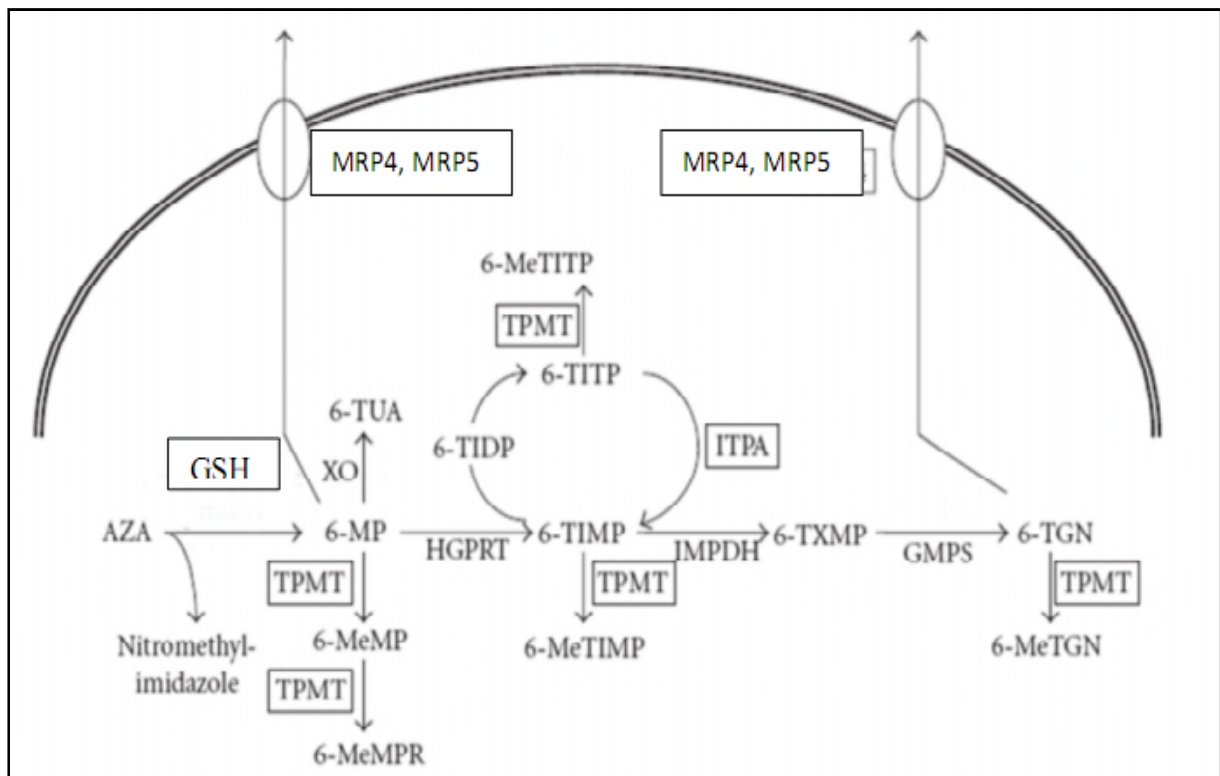 MRP4, MRP5
MRP4, MRP5
6-MeTITP
TPMT
6-TITP
6-TUA
6-TIDP
ITPA
GSH
XO
AZA
6-MP
HGPRT
6-TIMP
IMPDH
6-TXMP
GMPS
6-TGN
TPMT
TPMT
TPMT
Nitromethyl-
imidazole
6-MeMP
6-MeTIMP
6-MeTGN
TPMT
6-MeMPR